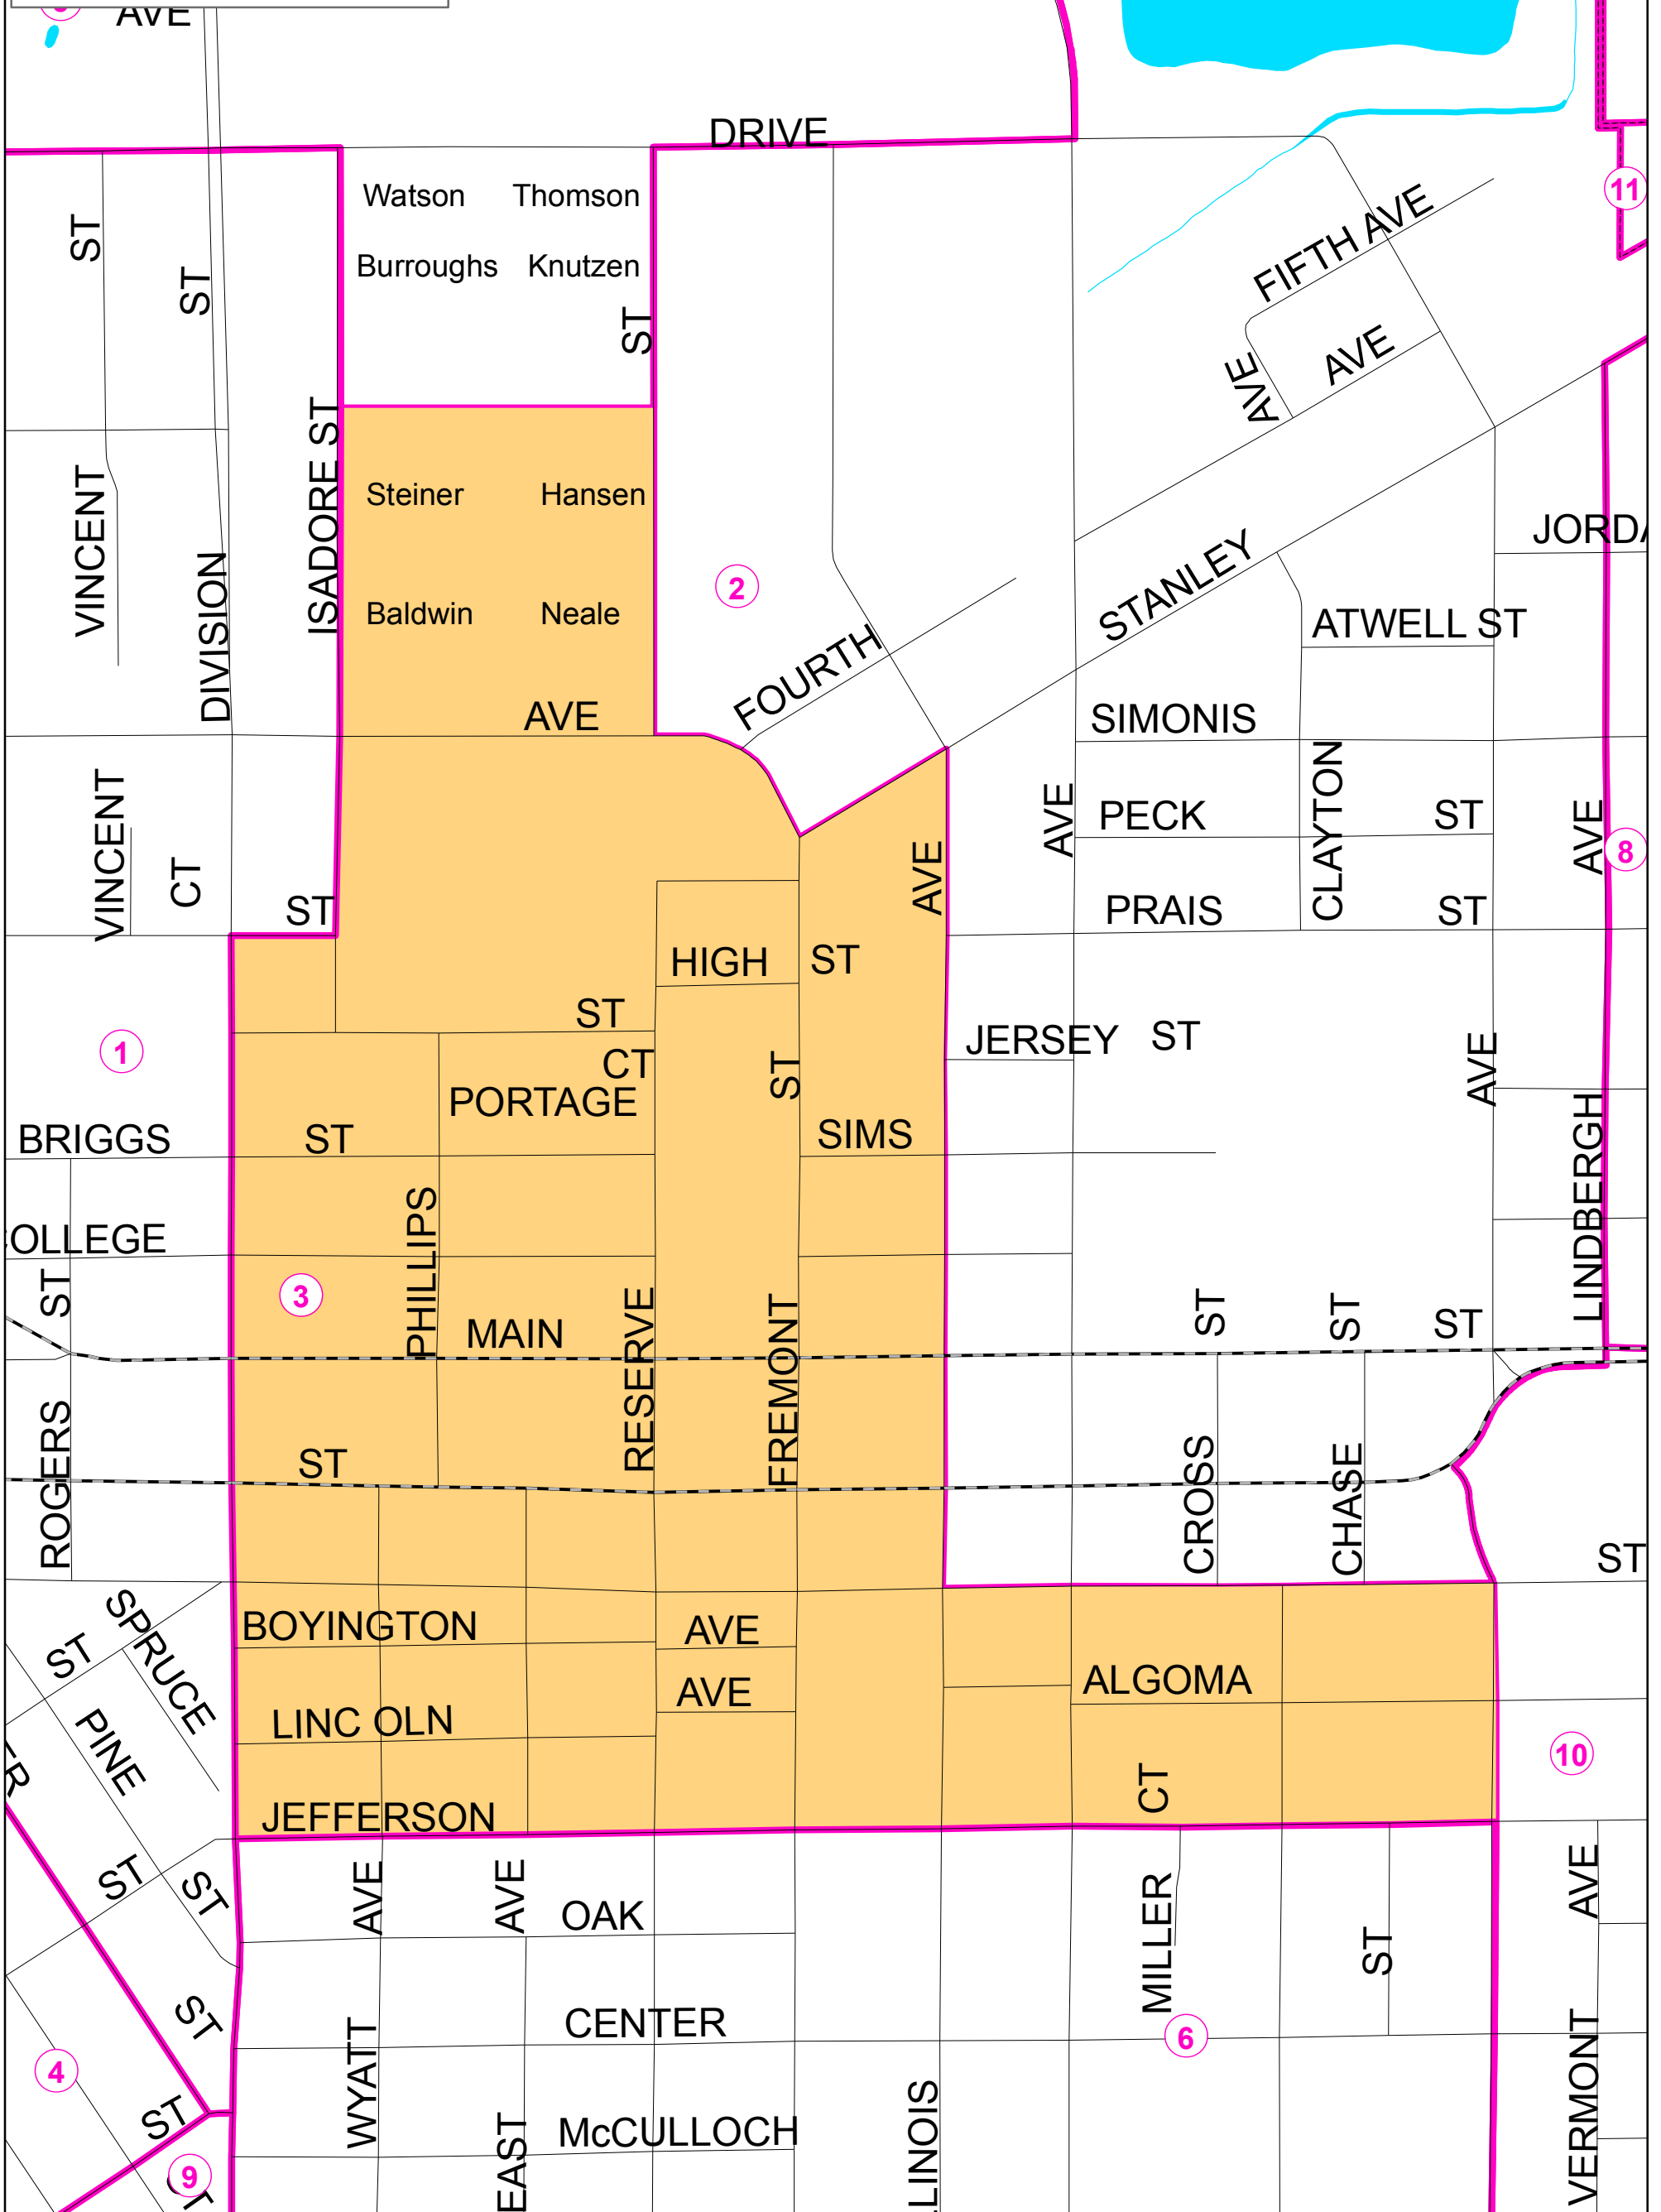 AVE
DRIVE
11
Watson Thomson
Burroughs Knutzen
ST
ST
ST
FIFTH AVE
AVE
AVE
ISADORE ST
VINCENT
DIVISION
Steiner Hansen
Baldwin Neale
AVE
2
FOURTH
STANLEY
JORDA
ATWELL ST
SIMONIS
PECK ST
PRAIS ST
CLAYTON
AVE
AVE
AVE
8
VINCENT
CT
ST
HIGH ST
ST
CT
PORTAGE
ST
JERSEY ST
AVE
1
BRIGGS ST
SIMS
OLLEGE
ST
3
PHILLIPS
MAIN
RESERVE
FREMONT
ST
ST
ST
LINDBERGH
ROGERS
ST
CROSS
CHASE
ST
SPRUCE
ST
PINE
BOYINGTON AVE
AVE
LINC OLN
ALGOMA
CT
10
ER
JEFFERSON
ST
ST
AVE
AVE
OAK
MILLER
ST
AVE
ST
CENTER
6
4
WYATT
ST
EAST
McCULLOCH
LLINOIS
VERMONT
9